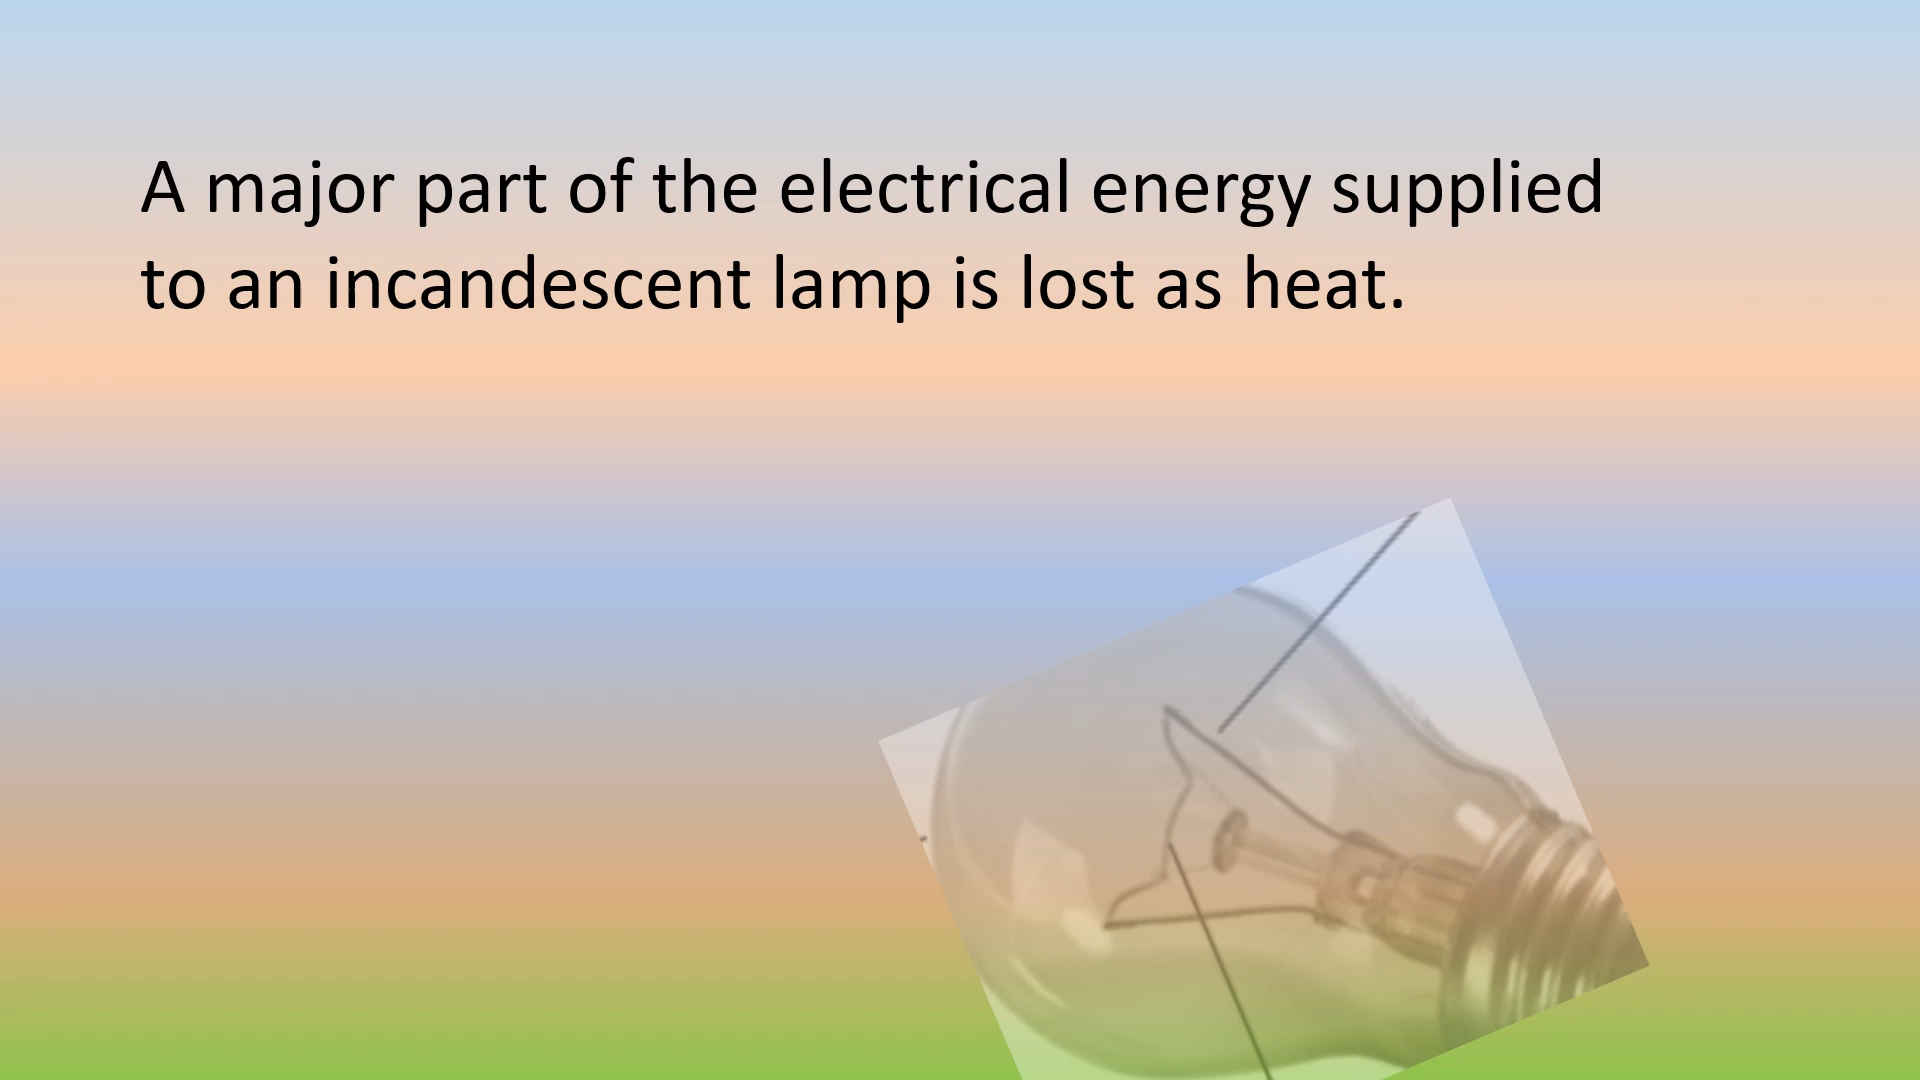 A major part of the electrical energy supplied
to an incandescent lamp is lost as heat.